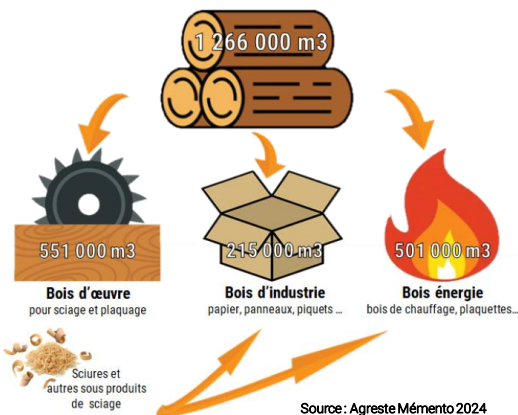 1 266 000 m3
551 000 m3
215 000 m3
501 000 m3
Bois d'œuvre
pour sciage et plaquage
Bois d'industrie
papier, panneaux, piquets ...
Bois énergie
bois de chauffage, plaquettes...
Sciures et
autres sous produits
de sciage
Source : Agreste Mémento 2024